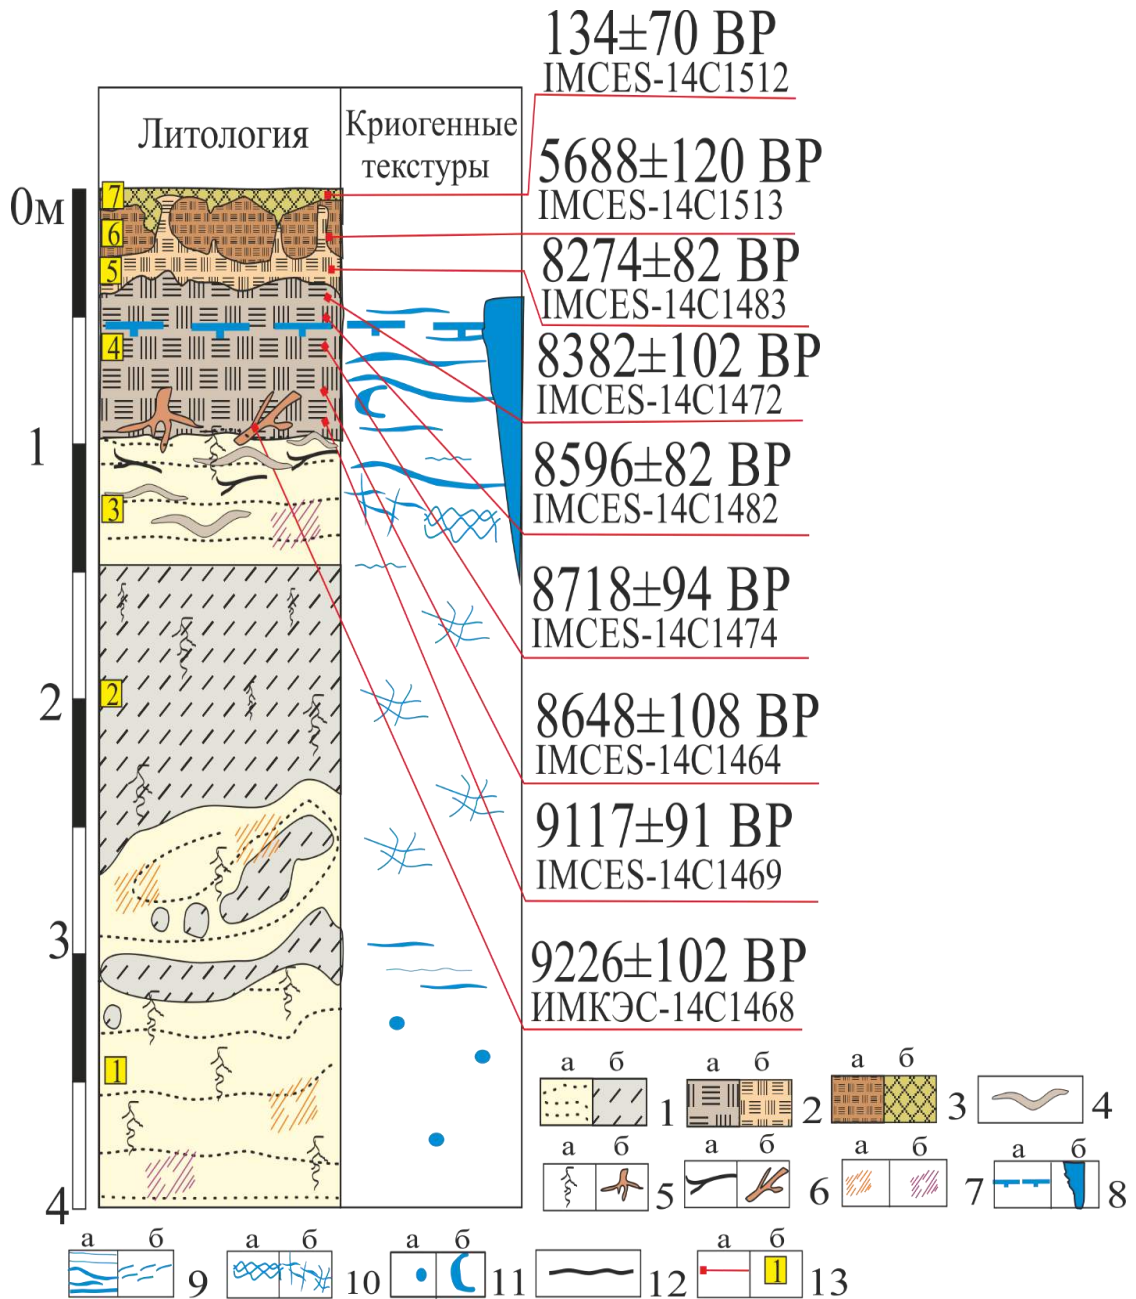 134±70 BP
IMCES-14C1512
Литология
Криогенные
текстуры
5688±120 BP
IMCES-14C1513
0м
7
6
5
8274±82 BP
IMCES-14C1483
4
8382±102 BP
IMCES-14C1472
1
8596±82 BP
IMCES-14C1482
3
8718±94 BP
IMCES-14C1474
2
2
8648±108 BP
IMCES-14C1464
9117±91 BP
IMCES-14C1469
3
9226±102 BP
ИМКЭС-14C1468
1
4
а б
1
а б
2
а б
3
4
а б
5
а б
6
а б
7
а б
8
а б
9
а б
10
а б
11
12
а б
1
13